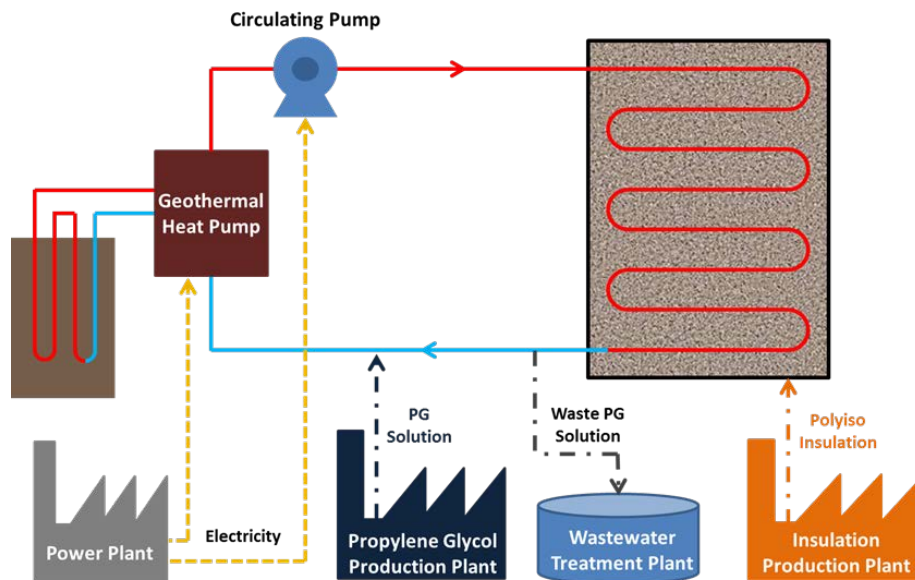 Circulating Pump
Geothermal
Heat Pump
PG
Solution
Waste PG
Solution
Polyiso
Insulation
Electricity
Power Plant
Propylene Glycol
Production Plant
Wastewater
Treatment Plant
Insulation
Production Plant